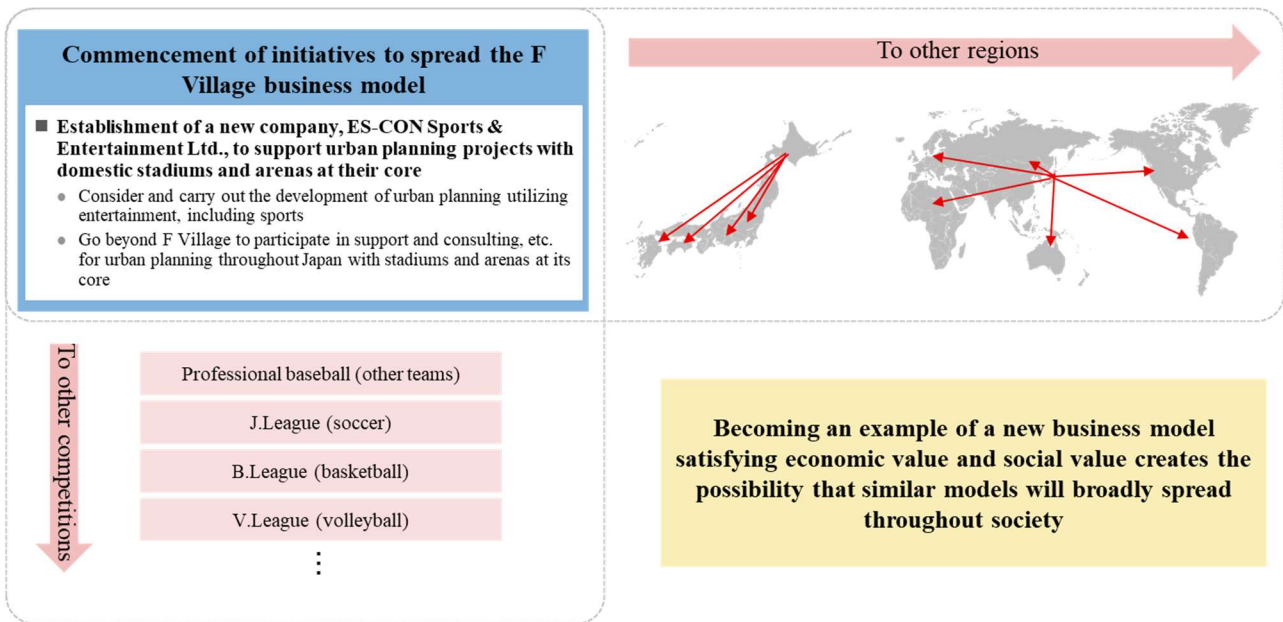 Commencement of initiatives to spread the F
Village business model
■ Establishment of a new company, ES-CON Sports &
Entertainment Ltd., to support urban planning projects with
domestic stadiums and arenas at their core
● Consider and carry out the development of urban planning utilizing
entertainment, including sports
● Go beyond F Village to participate in support and consulting, etc.
for urban planning throughout Japan with stadiums and arenas at its
core
To other regions
To other competitions
Professional baseball (other teams)
J.League (soccer)
B.League (basketball)
V.League (volleyball)
⋮
Becoming an example of a new business model
satisfying economic value and social value creates the
possibility that similar models will broadly spread
throughout society